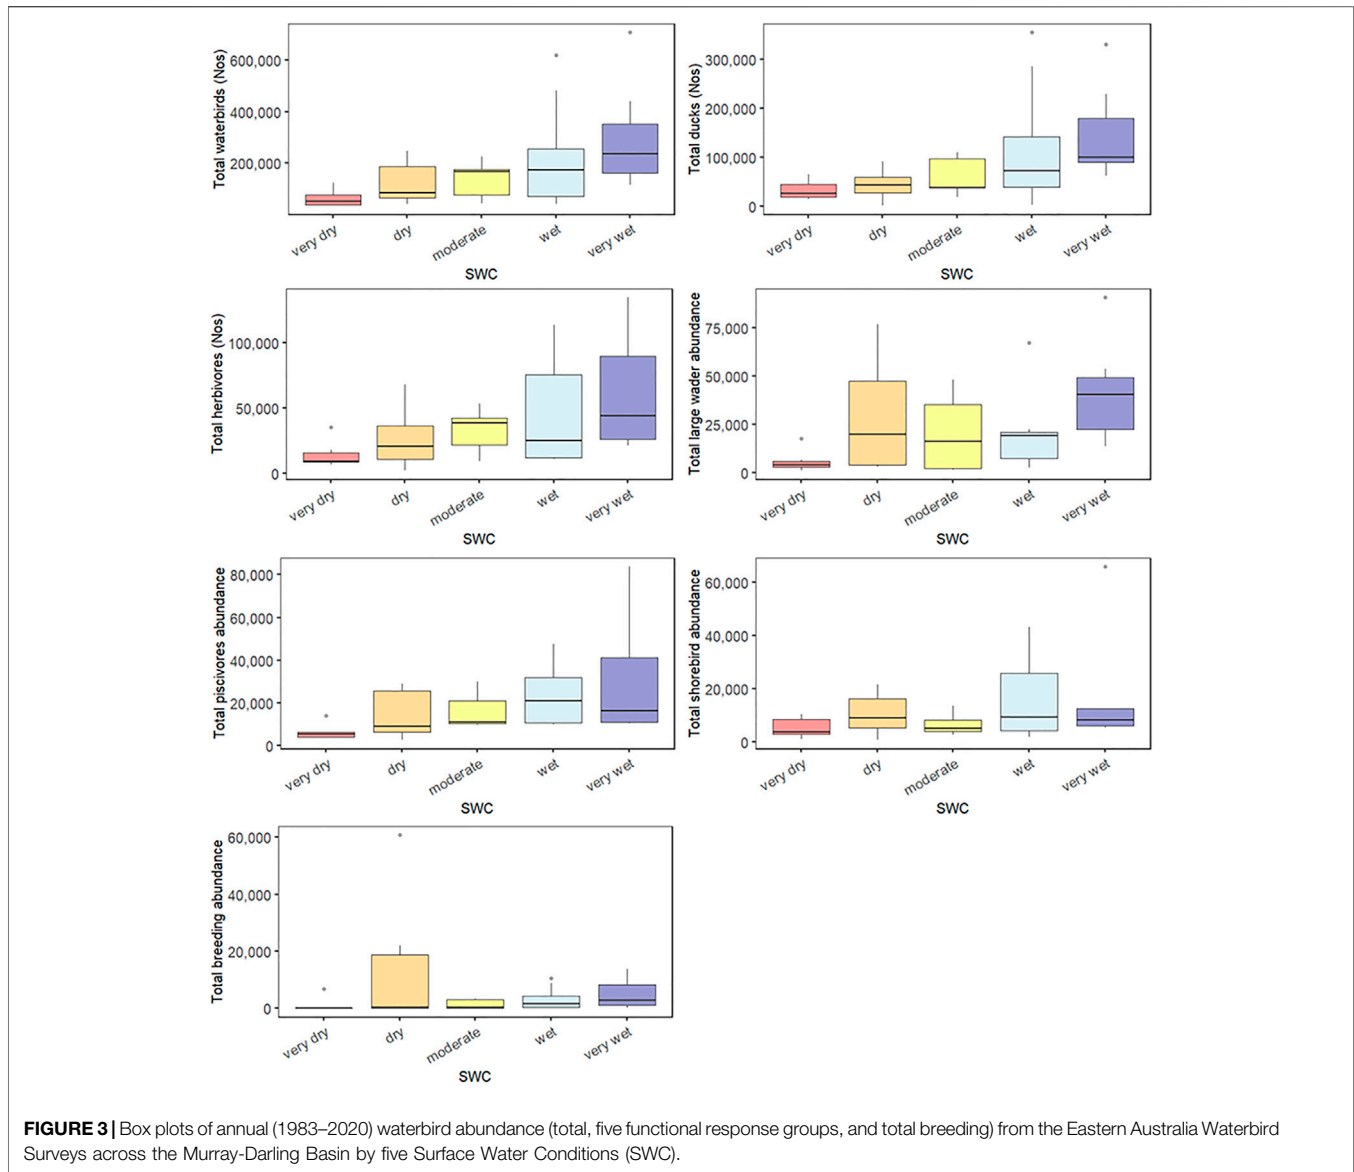 Total waterbirds (Nos)
600,000
400,000
200,000
very dry
dry
moderate
wet
very wet
SWC
Total ducks (Nos)
300,000
200,000
100,000
0
very dry
dry
moderate
wet
very wet
SWC
Total herbivores (Nos)
100,000
50,000
0
very dry
dry
moderate
wet
very wet
SWC
Total large wader abundance
75,000
50,000
25,000
0
very dry
dry
moderate
wet
very wet
SWC
Total piscivores abundance
80,000
60,000
40,000
20,000
0
very dry
dry
moderate
wet
very wet
SWC
Total shorebird abundance
60,000
40,000
20,000
0
very dry
dry
moderate
wet
very wet
SWC
Total breeding abundance
60,000
40,000
20,000
0
very dry
dry
moderate
wet
very wet
SWC
FIGURE 3 | Box plots of annual (1983–2020) waterbird abundance (total, five functional response groups, and total breeding) from the Eastern Australia Waterbird
Surveys across the Murray-Darling Basin by five Surface Water Conditions (SWC).